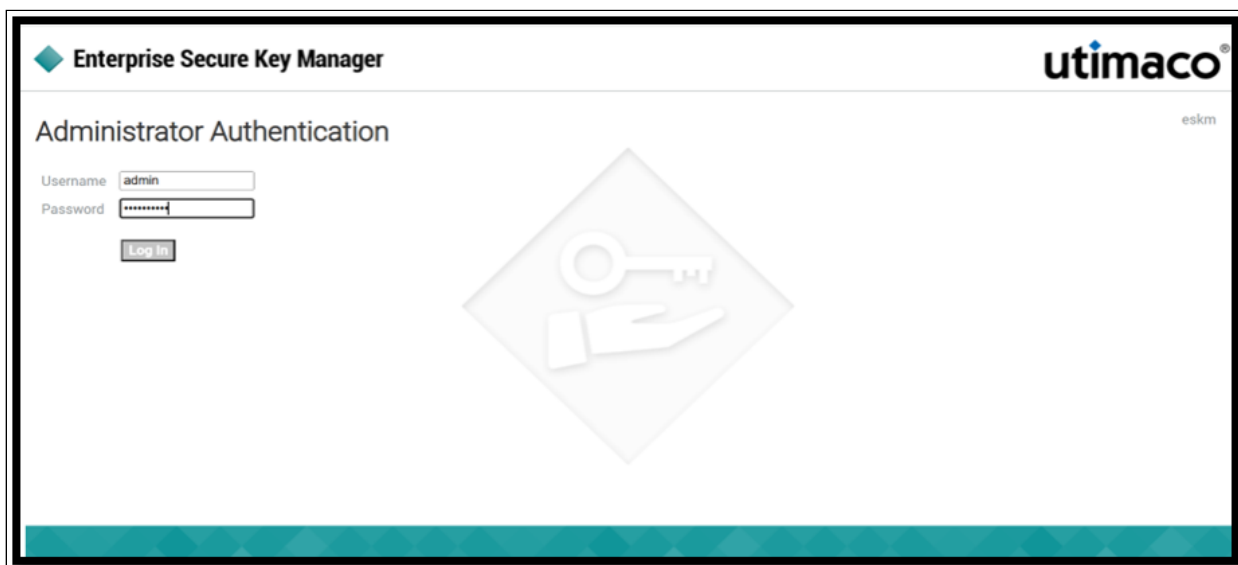 Enterprise Secure Key Manager
utimaco®
Administrator Authentication
eskm
Username admin
Password ••••••••••
Log In